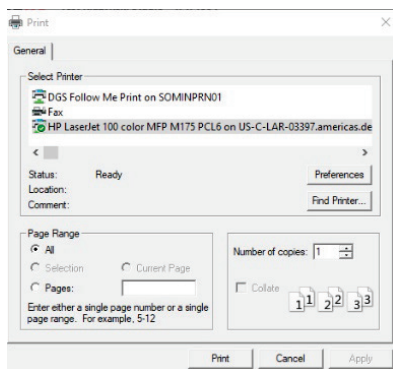 Print
General
Select Printer
DGS Follow Me Print on SOMINPRN01
Fax
HP LaserJet 100 color MFP M175 PCL6 on US-C-LAR-03397.americas.de
Status: Ready
Preferences
Location:
Comment:
Find Printer...
Page Range
All
Selection
Current Page
Pages:
Enter either a single page number or a single
page range. For example, 5-12
Number of copies: 1
Collate
1 1 2 2 3 3
Print Cancel Apply